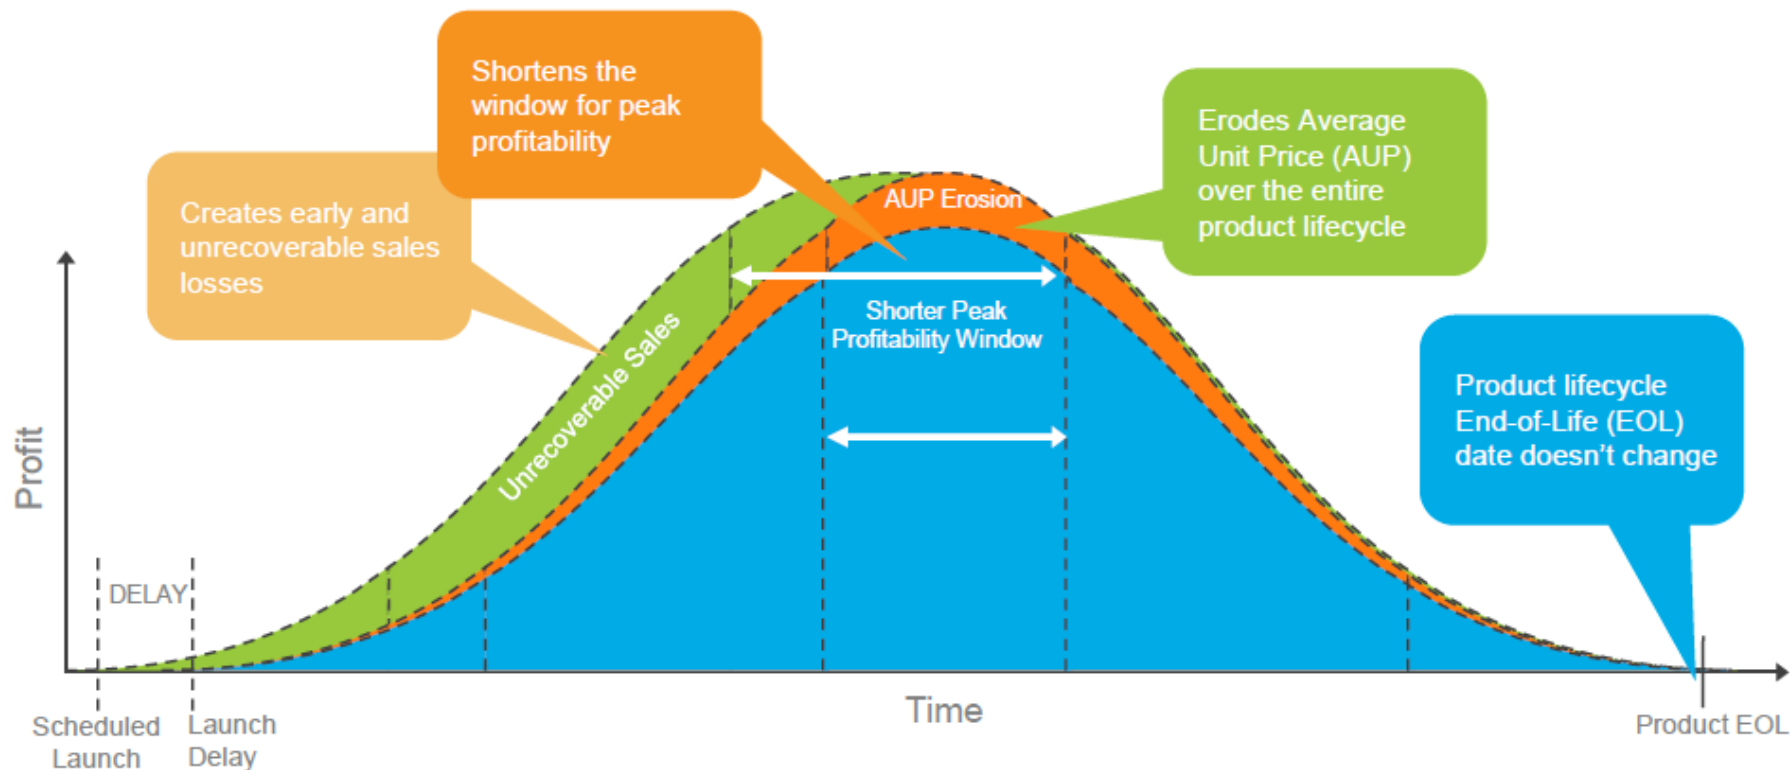 Shortens the
window for peak
profitability
Creates early and
unrecoverable sales
losses
Erodes Average
Unit Price (AUP)
over the entire
product lifecycle
AUP Erosion
Shorter Peak
Profitability Window
Unrecoverable Sales
Product lifecycle
End-of-Life (EOL)
date doesn't change
Profit
DELAY
Scheduled
Launch
Launch
Delay
Time
Product EOL